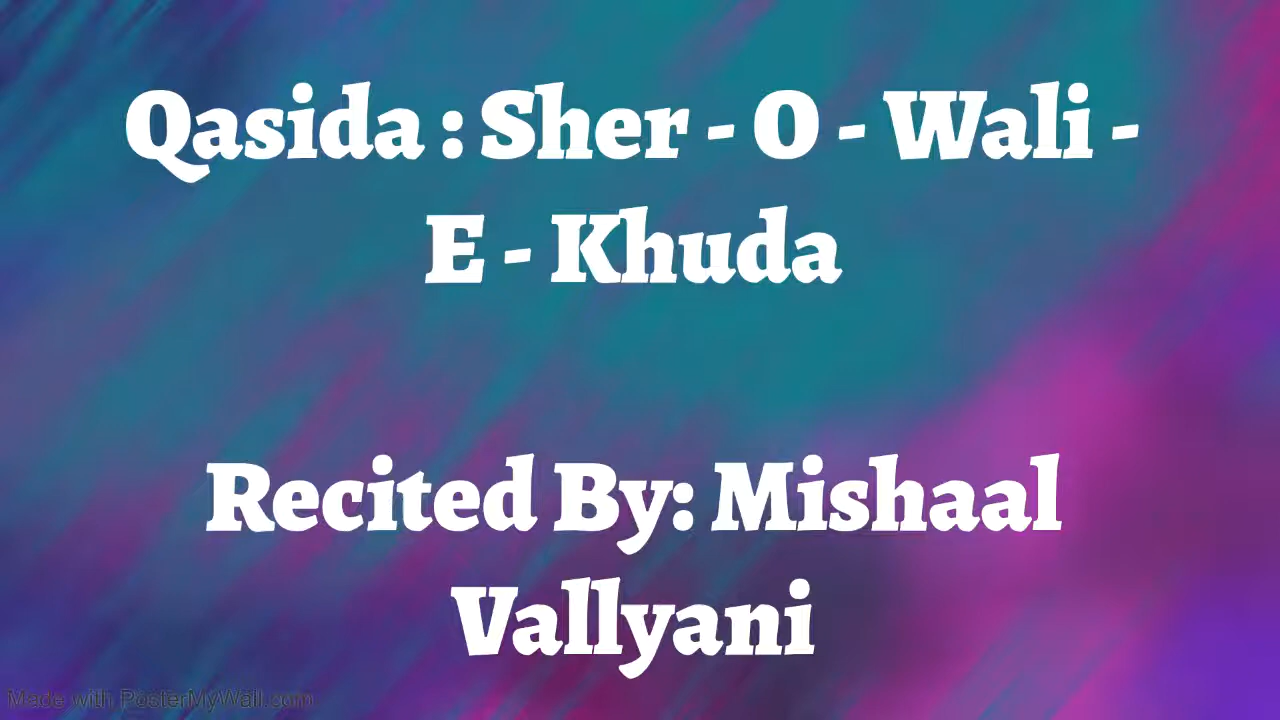 Qasida : Sher - O - Wali -
E - Khuda
Recited By: Mishaal
Vallyani
Made with PosterMyWall.com